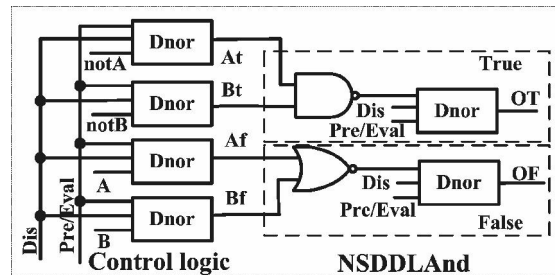 Dnor
At
notA
True
Dnor
Bt
notB
Dis
Pre/Eval
Dnor
OT
Dnor
Af
A
Dis
Prc/Eval
Dnor
OF
Dnor
Bf
B
False
Dis
Pre/Eval
Control logic
NSDDLAnd